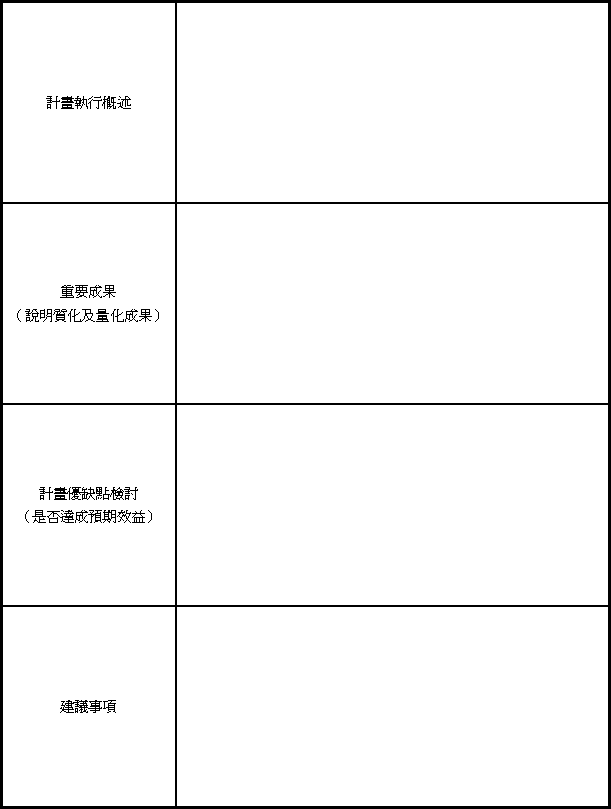 計畫執行概述
重要成果
（說明質化及量化成果）
計畫優缺點檢討
（是否達成預期效益）
建議事項